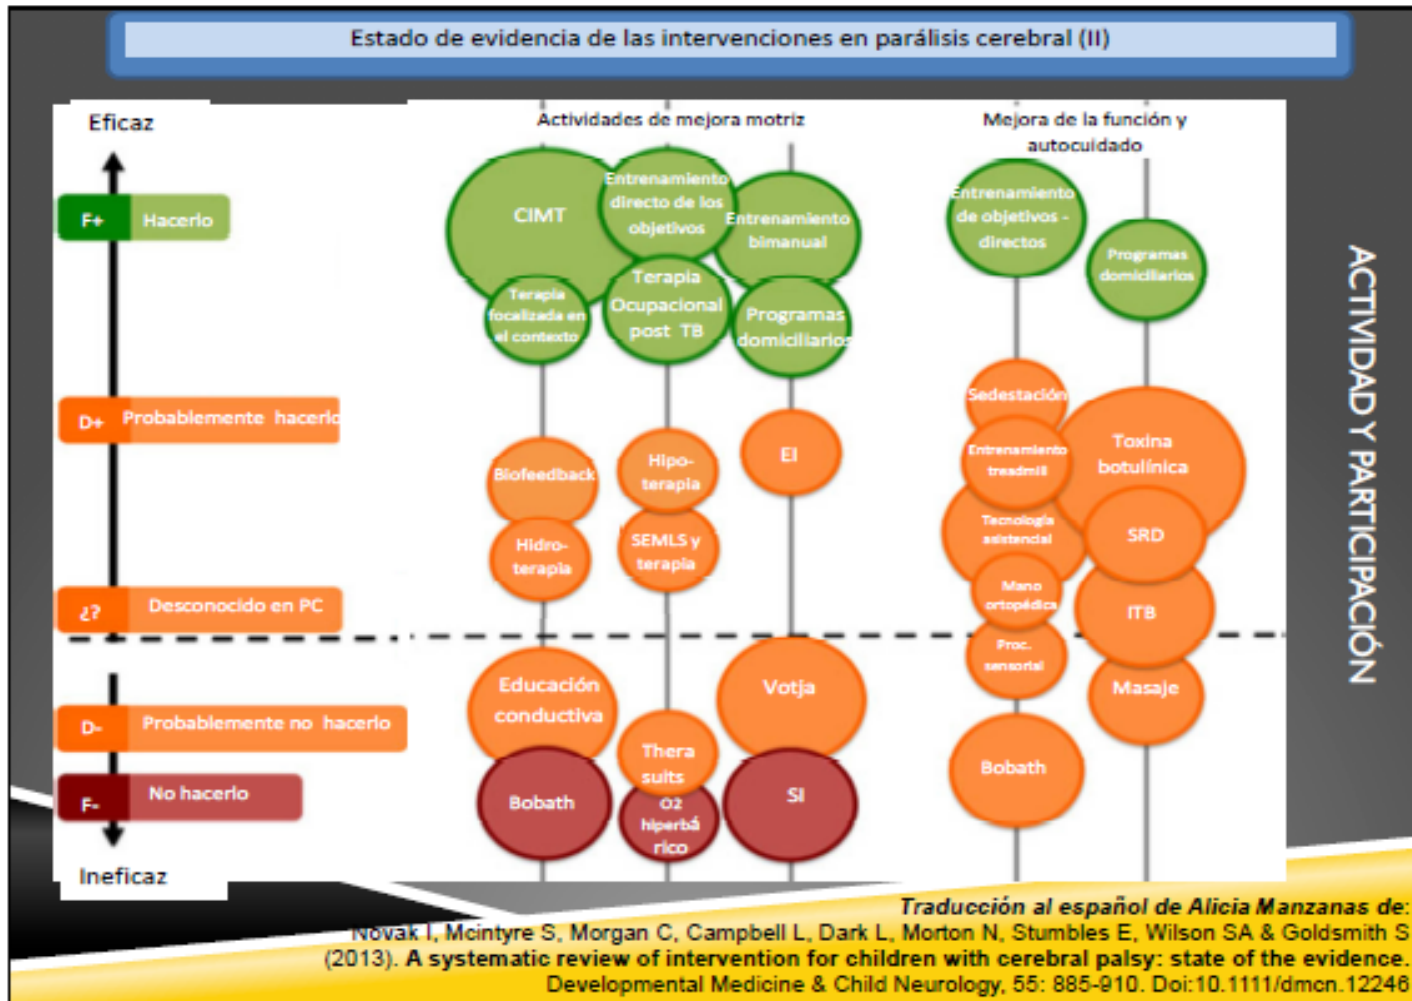 Estado de evidencia de las intervenciones en parálisis cerebral (II)
Eficaz
F+ Hacerlo
D+ Probablemente hacerlo
¿? Desconocido en PC
D- Probablemente no hacerlo
F- No hacerlo
Ineficaz
Actividades de mejora motriz
CIMT
Entrenamiento
directo de los
objetivos
Entrenamiento
bimanual
Terapia
focalizada en
el contexto
Terapia
Ocupacional
post TB
Programas
domiciliarios
Biofeedback
Hipo-
terapia
EI
Hidro-
terapia
SEMLS y
terapia
Educación
conductiva
Votja
Thera
suits
Bobath
O2
hiperbá
rico
SI
Mejora de la función y
autocuidado
Entrenamiento
de objetivos -
directos
Programas
domiciliarios
Sedestación
Entrenamiento
treadmill
Toxina
botulínica
Tecnología
asistencial
SRD
Mano
ortopédica
ITB
Proc.
sensorial
Masaje
Bobath
ACTIVIDAD Y PARTICIPACIÓN
Traducción al español de Alicia Manzanas de:
Novak I, Mcintyre S, Morgan C, Campbell L, Dark L, Morton N, Stumbles E, Wilson SA & Goldsmith S
(2013). A systematic review of intervention for children with cerebral palsy: state of the evidence.
Developmental Medicine & Child Neurology, 55: 885-910. Doi:10.1111/dmcn.12246